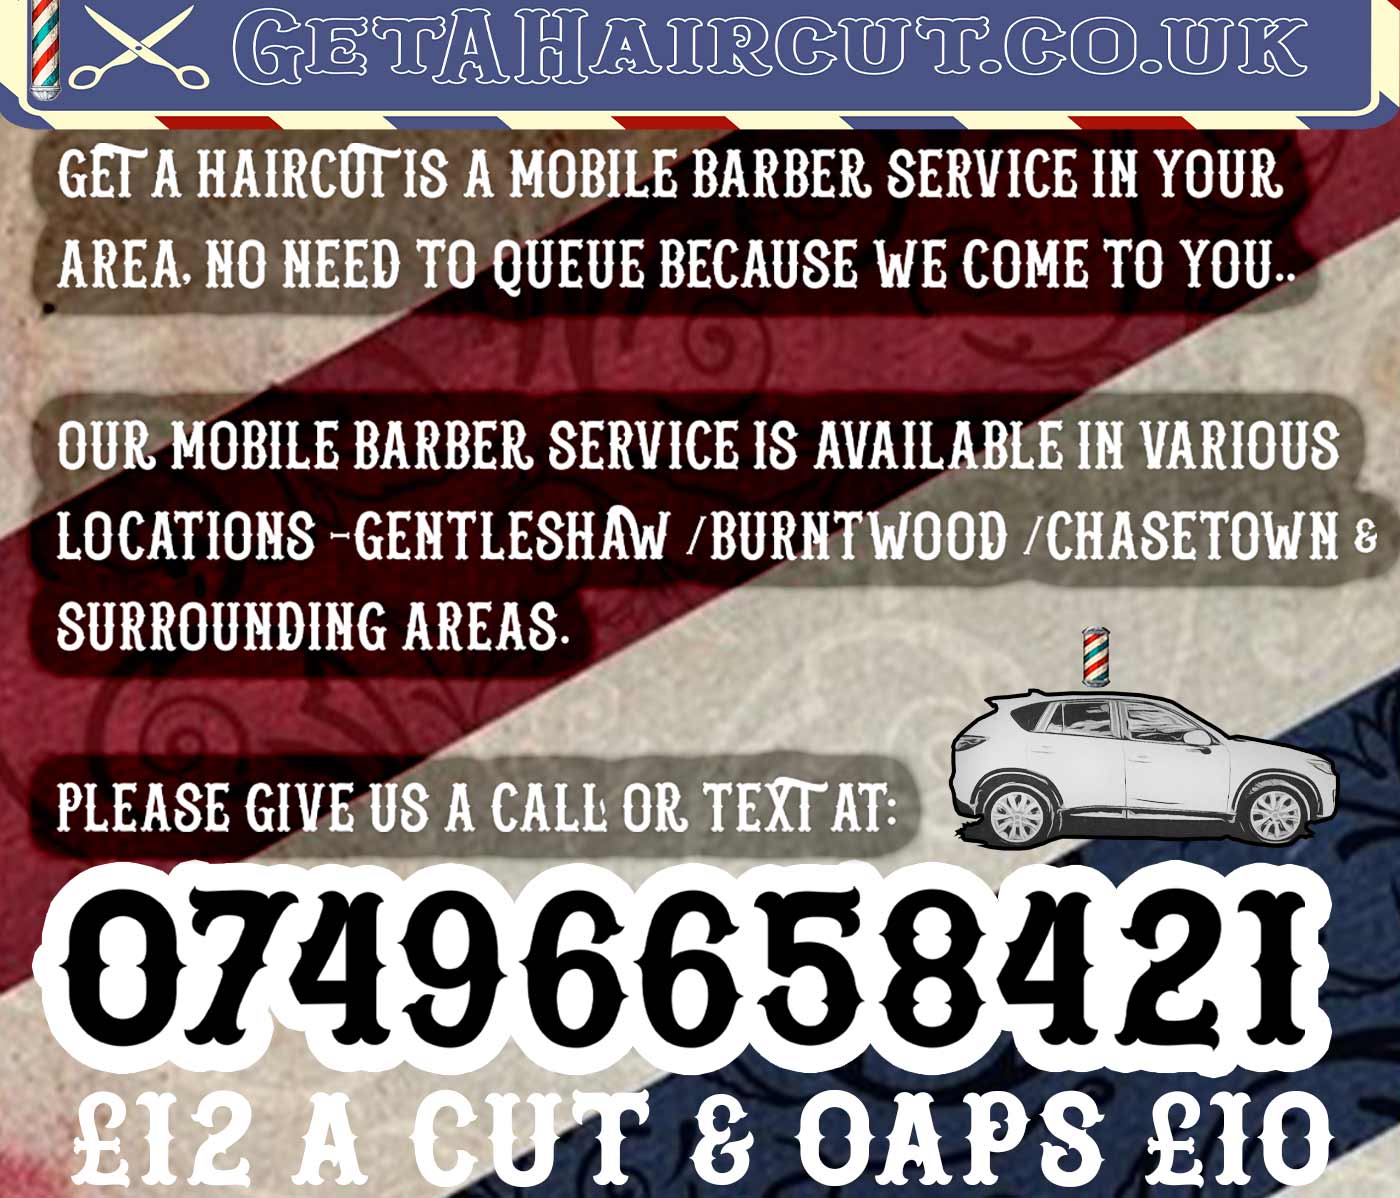 GETAHAIRCUT.CO.UK
GET A HAIRCUT IS A MOBILE BARBER SERVICE IN YOUR
AREA, NO NEED TO QUEUE BECAUSE WE COME TO YOU..
OUR MOBILE BARBER SERVICE IS AVAILABLE IN VARIOUS
LOCATIONS -GENTLESHAW /BURNTWOOD /CHASETOWN &
SURROUNDING AREAS.
PLEASE GIVE US A CALL OR TEXT AT:
07496658421
£12 A CUT & OAPS £10